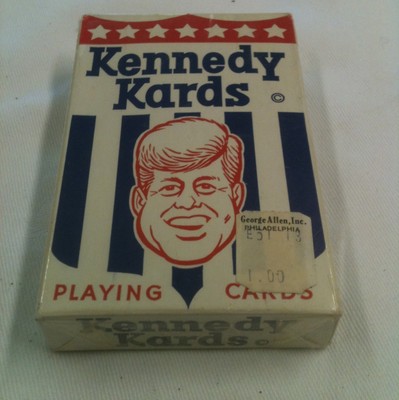 Kennedy
Kards ©
George Allen, Inc.
PHILADELPHIA
1.00
PLAYING CARDS
Kennedy
Kards ©